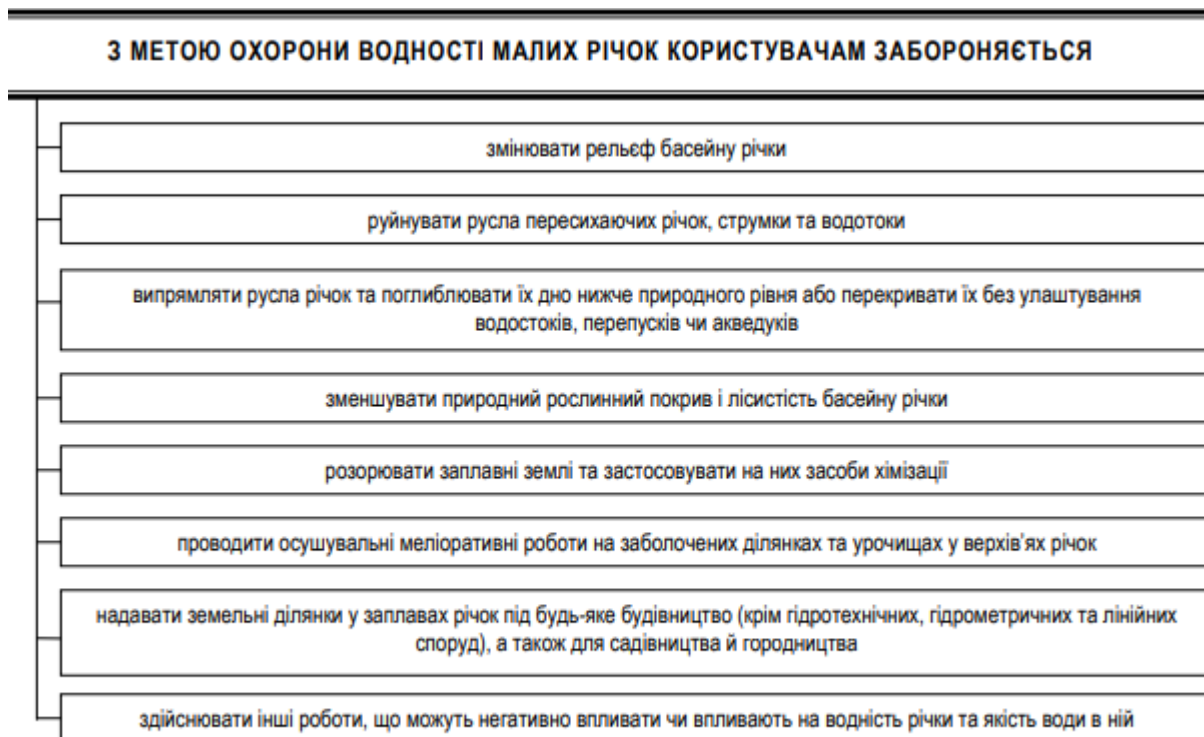 З МЕТОЮ ОХОРОНИ ВОДНОСТІ МАЛИХ РІЧОК КОРИСТУВАЧАМ ЗАБОРОНЯЄТЬСЯ
змінювати рельєф басейну річки
руйнувати русла пересихаючих річок, струмки та водотоки
випрямляти русла річок та поглиблювати їх дно нижче природного рівня або перекривати їх без улаштування
водостоків, перепусків чи акведуків
зменшувати природний рослинний покрив і лісистість басейну річки
розорювати заплавні землі та застосовувати на них засоби хімізації
проводити осушувальні меліоративні роботи на заболочених ділянках та урочищах у верхів'ях річок
надавати земельні ділянки у заплавах річок під будь-яке будівництво (крім гідротехнічних, гідрометричних та лінійних
споруд), а також для садівництва й городництва
здійснювати інші роботи, що можуть негативно впливати чи впливають на водність річки та якість води в ній